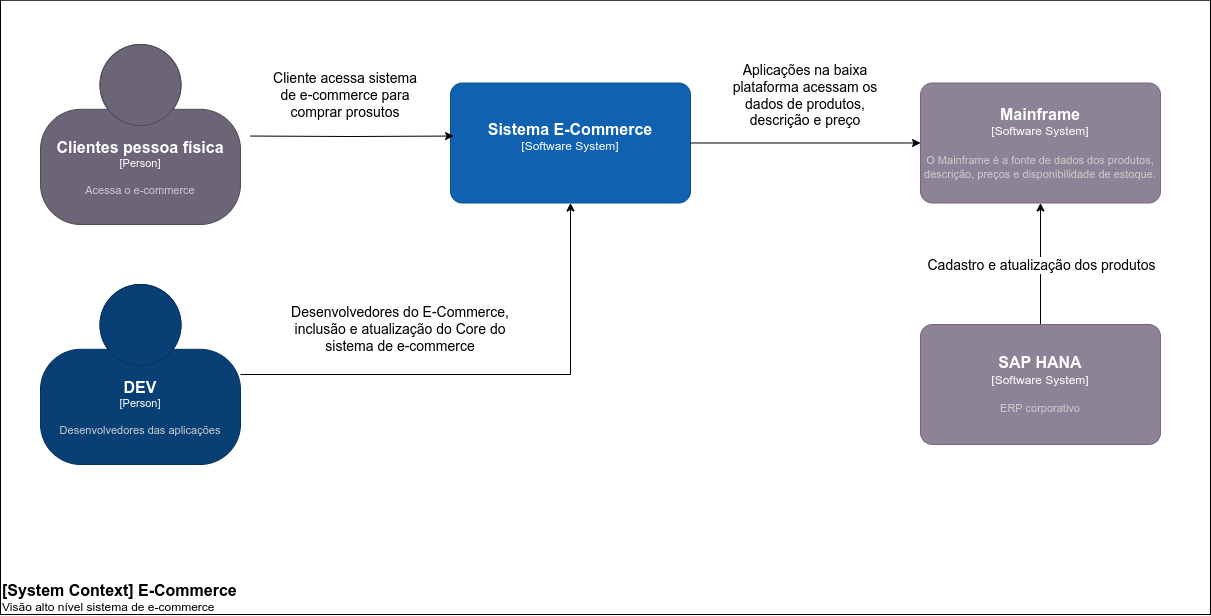 Clientes pessoa física
[Person]
Acessa o e-commerce
Cliente acessa sistema
de e-commerce para
comprar prosutos
Sistema E-Commerce
[Software System]
Aplicações na baixa
plataforma acessam os
dados de produtos,
descrição e preço
Mainframe
[Software System]
O Mainframe é a fonte de dados dos produtos,
descrição, preços e disponibilidade de estoque.
Cadastro e atualização dos produtos
DEV
[Person]
Desenvolvedores das aplicações
Desenvolvedores do E-Commerce,
inclusão e atualização do Core do
sistema de e-commerce
SAP HANA
[Software System]
ERP corporativo
[System Context] E-Commerce
Visão alto nível sistema de e-commerce